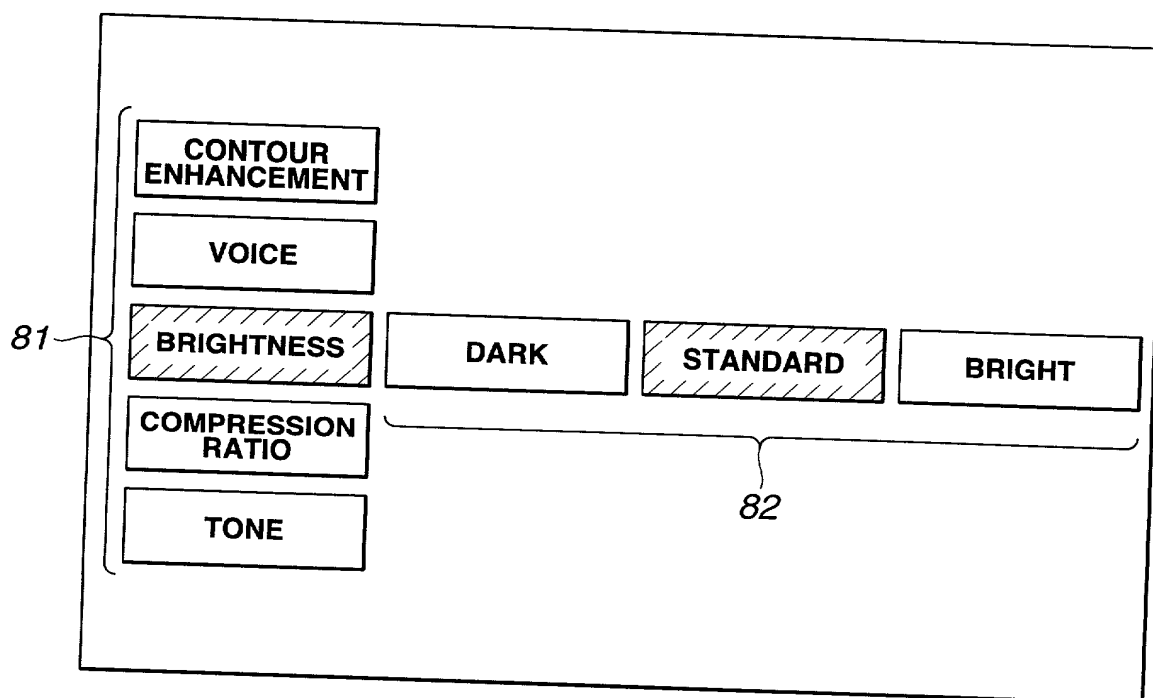 CONTOUR
ENHANCEMENT
VOICE
81
BRIGHTNESS
DARK
STANDARD
BRIGHT
COMPRESSION
RATIO
82
TONE